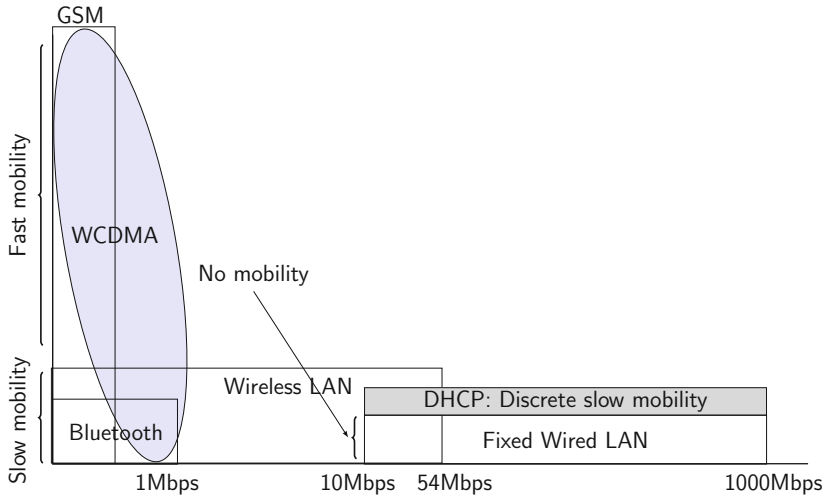 GSM
Fast mobility
WCDMA
No mobility
Slow mobility
Wireless LAN
DHCP: Discrete slow mobility
Bluetooth
Fixed Wired LAN
1Mbps
10Mbps
54Mbps
1000Mbps